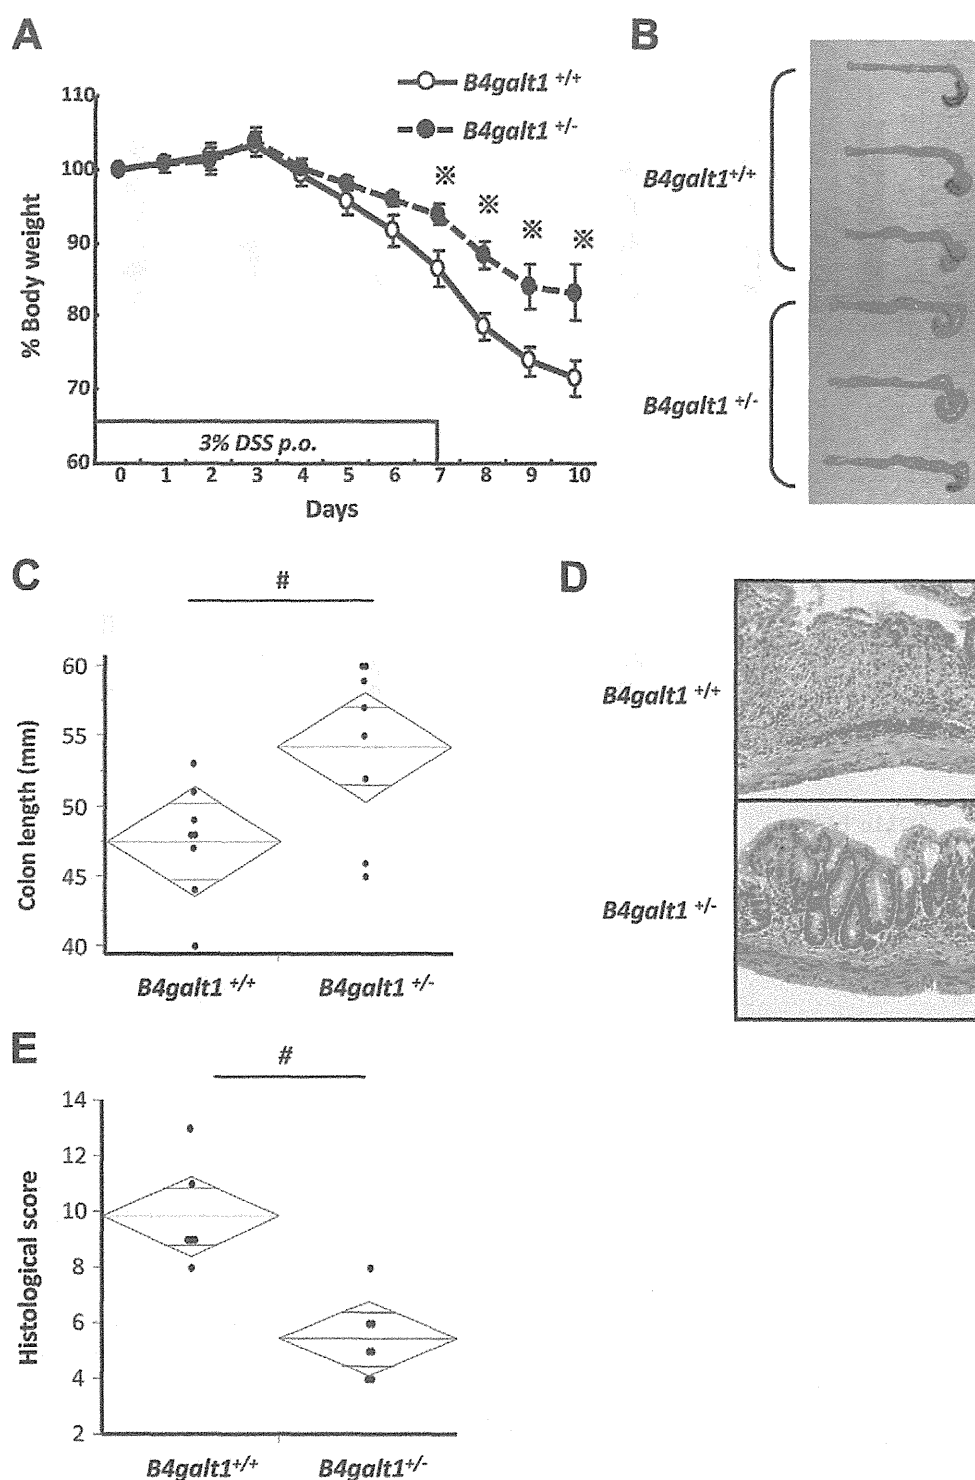 A
B4galt1 +/+
B4galt1 +/-
110
100
90
80
70
60
% Body weight
※
※
※
※
3% DSS p.o.
0 1 2 3 4 5 6 7 8 9 10
Days
B
B4galt1+/+
B4galt1 +/-
C
#
60
55
50
45
40
Colon length (mm)
B4galt1 +/+
B4galt1 +/-
D
B4galt1 +/+
B4galt1 +/-
E
#
14
12
10
8
6
4
2
Histological score
B4galt1+/+
B4galt1+/-